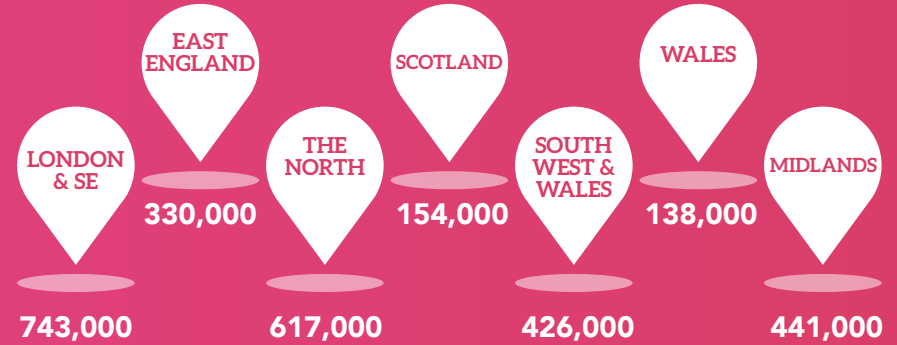 LONDON
& SE
743,000
EAST
ENGLAND
330,000
THE
NORTH
617,000
SCOTLAND
154,000
SOUTH
WEST &
WALES
426,000
WALES
138,000
MIDLANDS
441,000